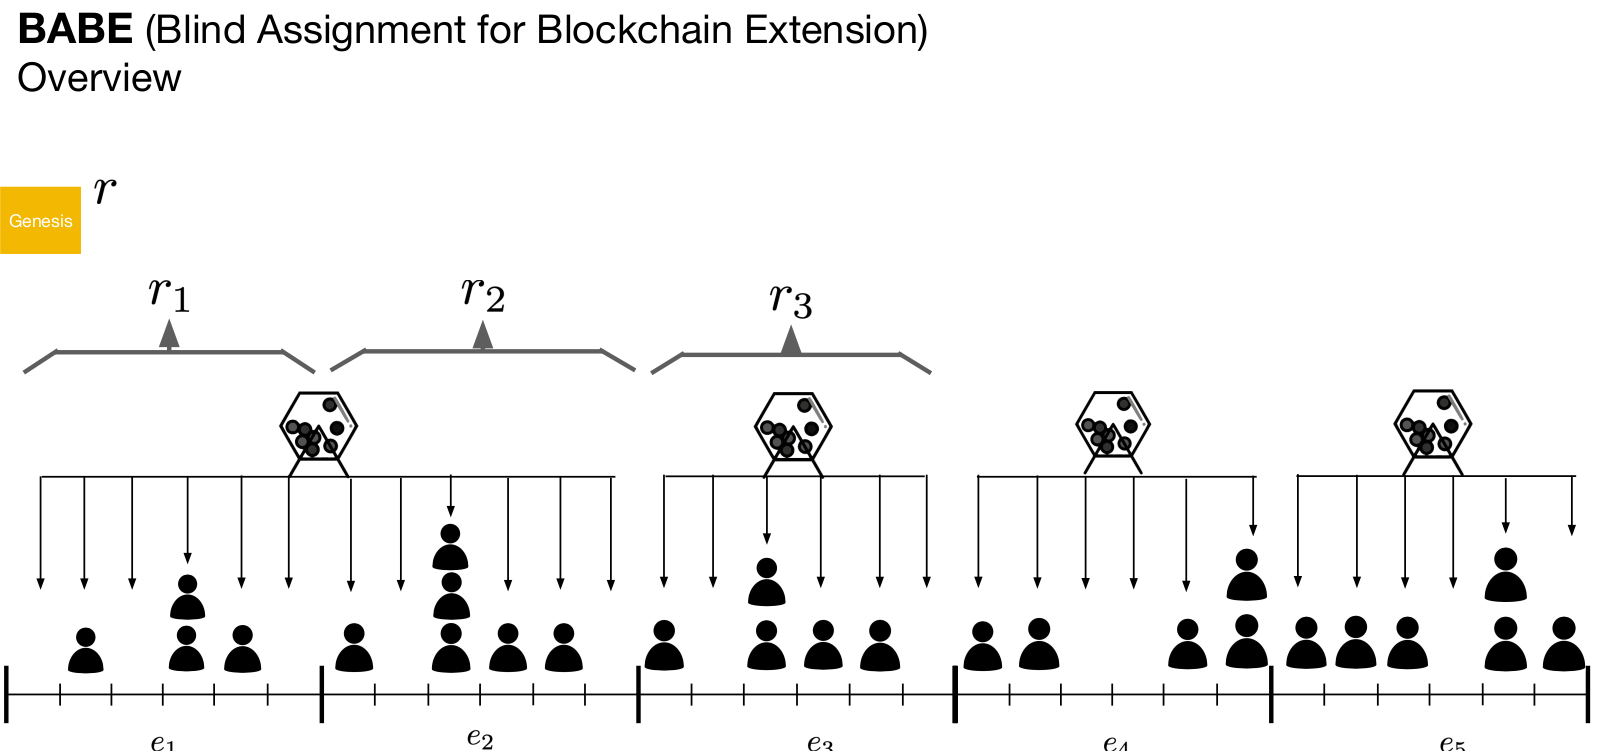 BABE (Blind Assignment for Blockchain Extension)
Overview
r
Genesis
r₁ r₂ r₃
e₁ e₂ e₃ e₄ e₅